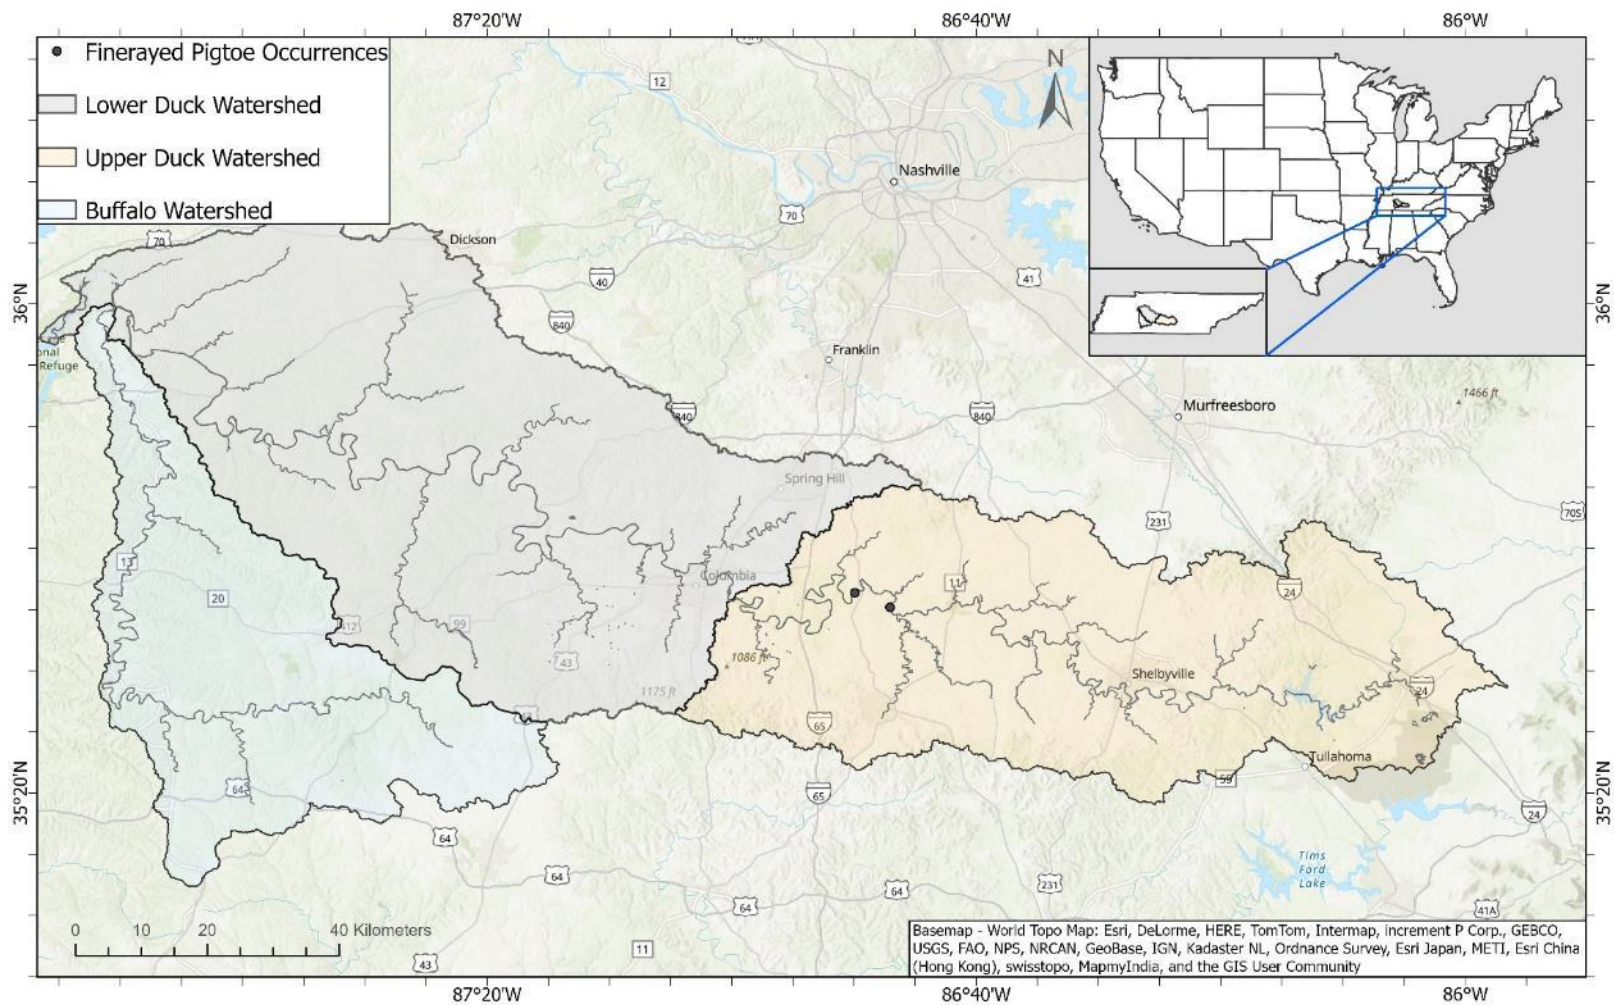 87°20'W 86°40'W 86°W
Finerayed Pigtoe Occurrences
Lower Duck Watershed
Upper Duck Watershed
Buffalo Watershed
N
12
Nashville
70
70
Dickson
41
40
840
36°N
36°N
Franklin
onal
Refuge
1466 ft
840
840
Murfreesboro
Spring Hill
70S
231
13
Columbia
11
24
20
99
43
1086 ft
Shelbyville
1175 ft
24
65
Tullahoma
35°20'N
64
65
55
35°20'N
24
64
Tims
Ford
Lake
64
64
231
64
41A
0 10 20 40 Kilometers
11
43
Basemap - World Topo Map: Esri, DeLorme, HERE, TomTom, Intermap, increment P Corp., GEBCO,
USGS, FAO, NPS, NRCAN, GeoBase, IGN, Kadaster NL, Ordnance Survey, Esri Japan, METI, Esri China
(Hong Kong), swisstopo, MapmyIndia, and the GIS User Community
87°20'W 86°40'W 86°W